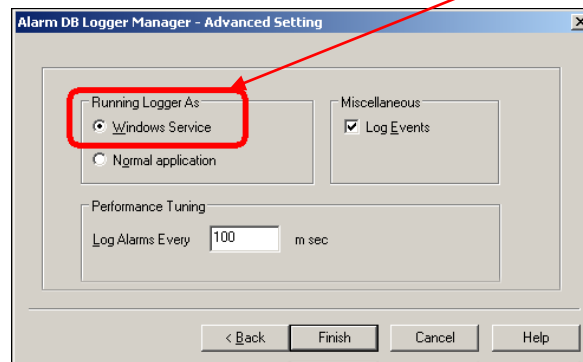 Alarm DB Logger Manager - Advanced Setting
Running Logger As
Windows Service
Normal application
Miscellaneous
Log Events
Performance Tuning
Log Alarms Every 100 m sec
< Back Finish Cancel Help